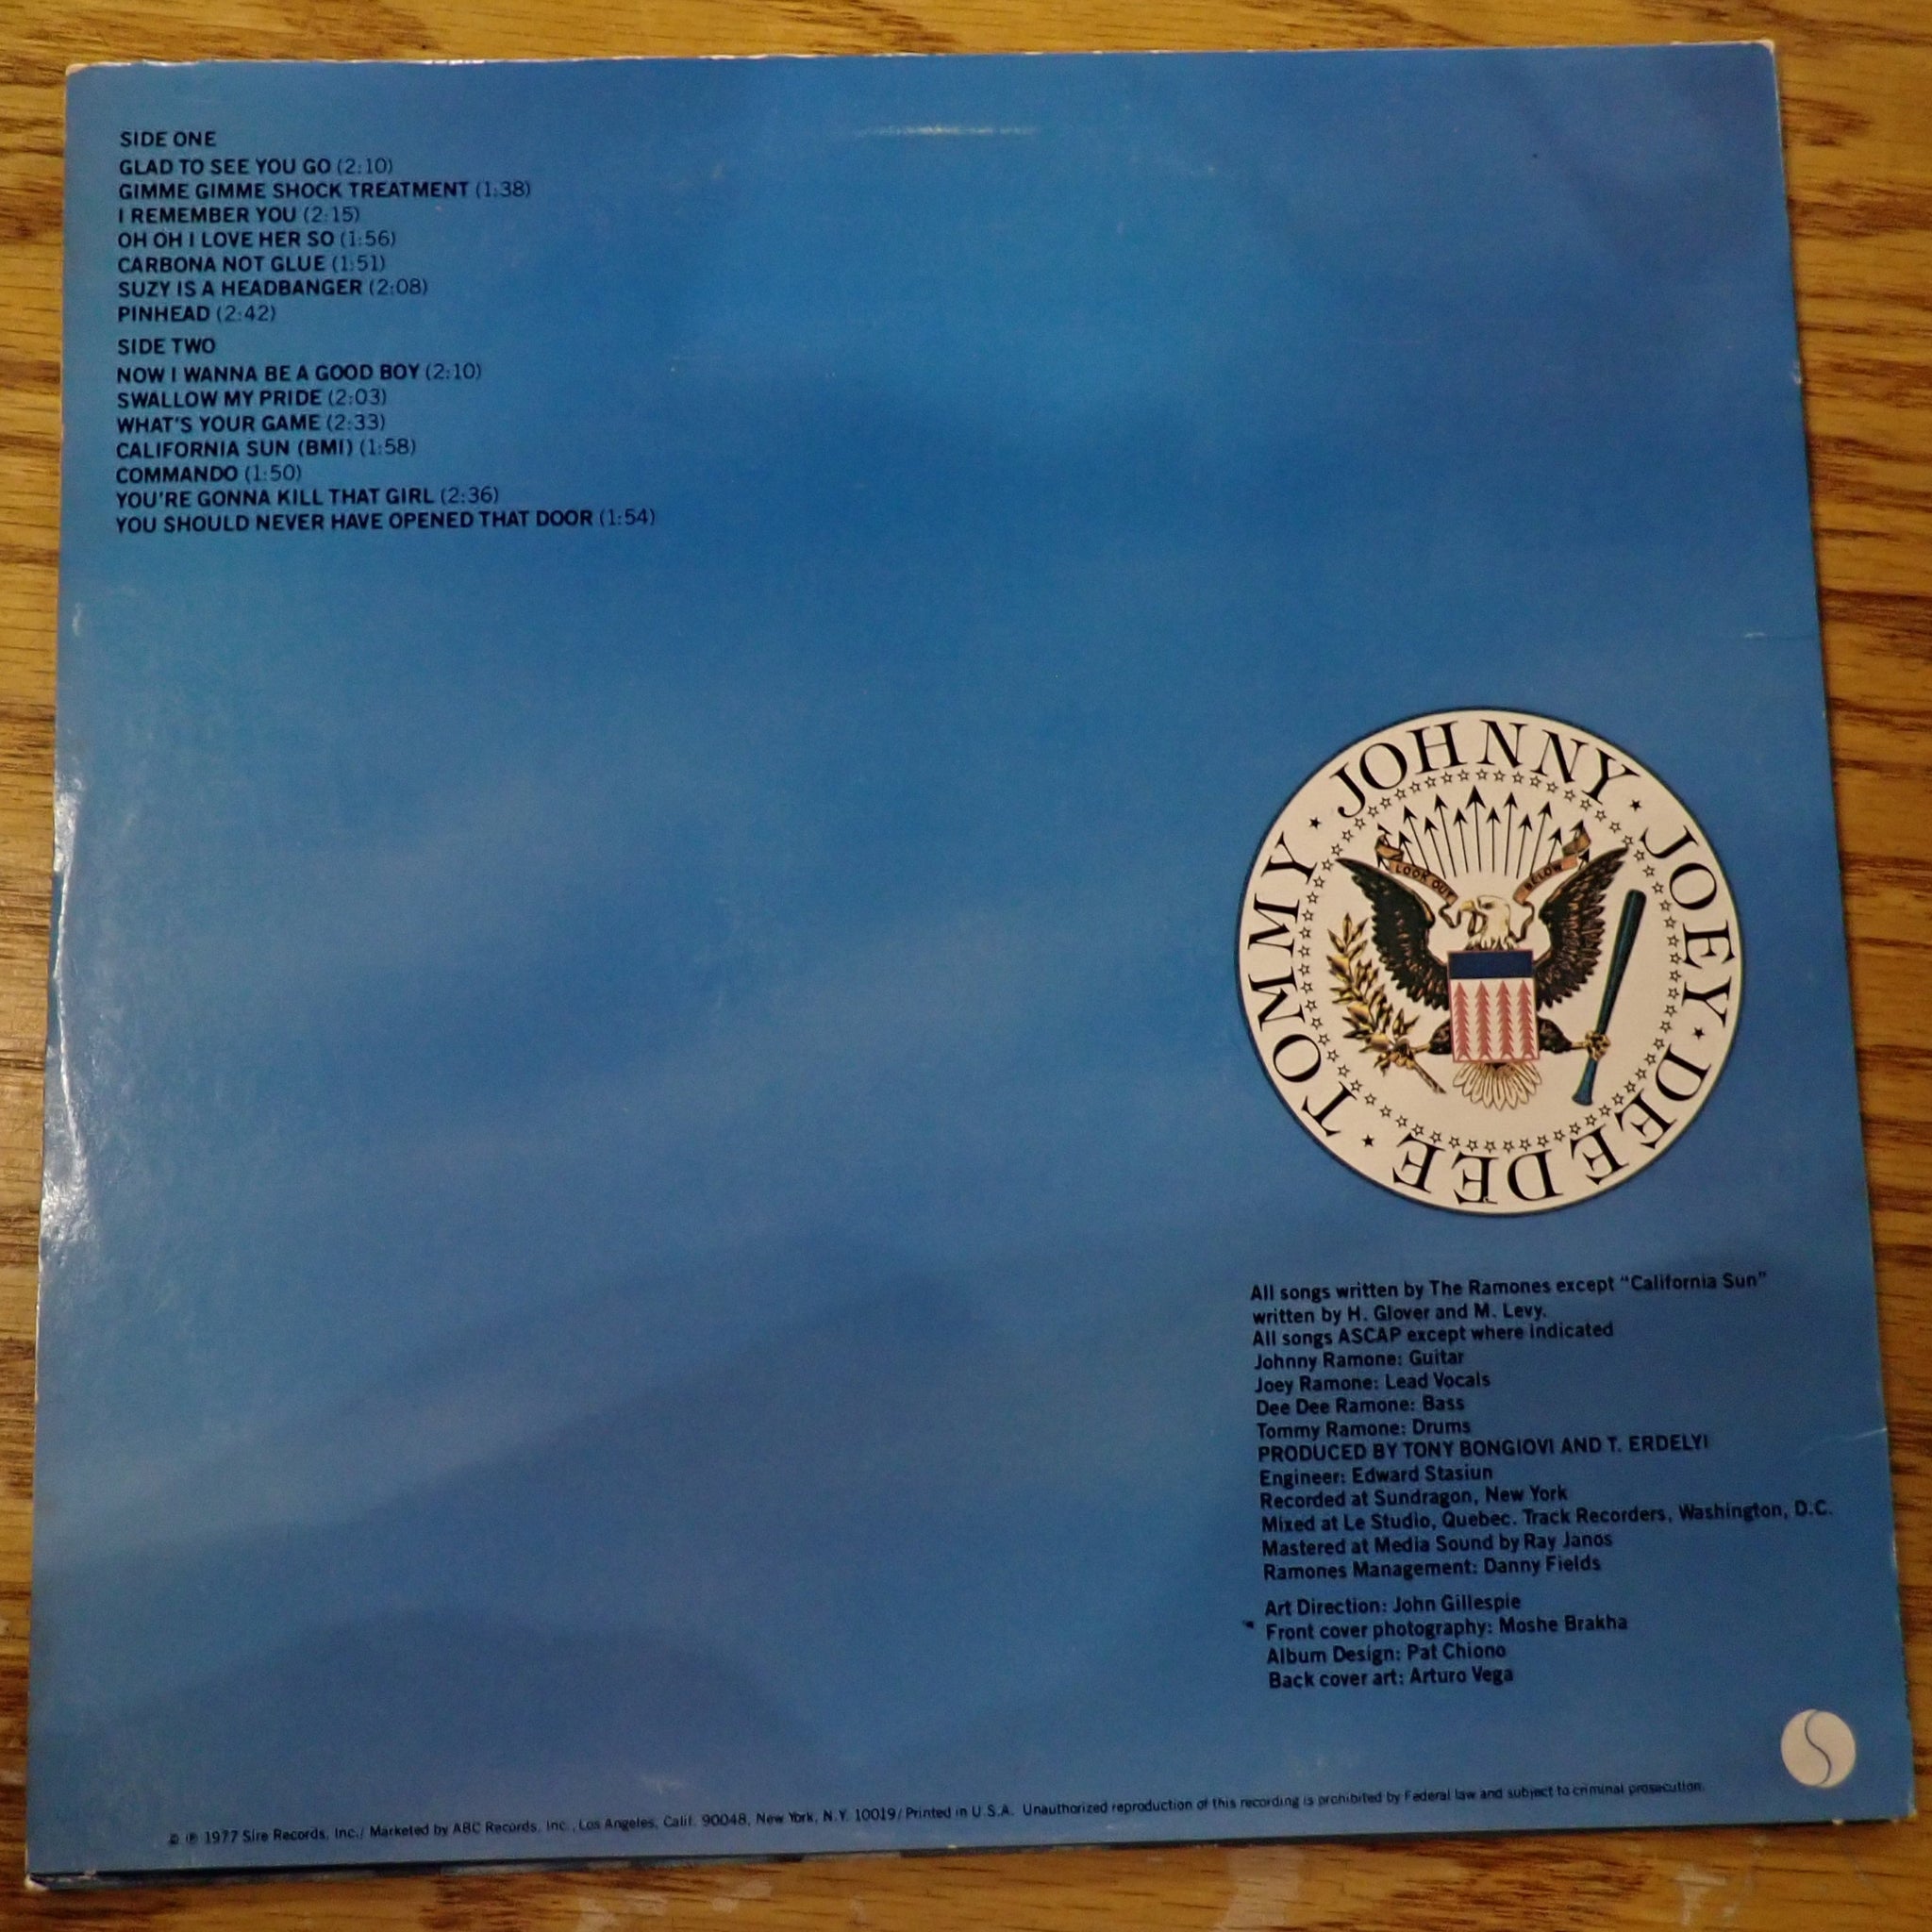 SIDE ONE
GLAD TO SEE YOU GO (2:10)
GIMME GIMME SHOCK TREATMENT (1:38)
I REMEMBER YOU (2:15)
OH OH I LOVE HER SO (1:56)
CARBONA NOT GLUE (1:51)
SUZY IS A HEADBANGER (2:08)
PINHEAD (2:42)
SIDE TWO
NOW I WANNA BE A GOOD BOY (2:10)
SWALLOW MY PRIDE (2:03)
WHAT'S YOUR GAME (2:33)
CALIFORNIA SUN (BMI) (1:58)
COMMANDO (1:50)
YOU'RE GONNA KILL THAT GIRL (2:36)
YOU SHOULD NEVER HAVE OPENED THAT DOOR (1:54)
JOHNNY · JOEY · DEE DEE · TOMMY ·
LOOK OUT BELOW
All songs written by The Ramones except "California Sun"
written by H. Glover and M. Levy.
All songs ASCAP except where indicated
Johnny Ramone: Guitar
Joey Ramone: Lead Vocals
Dee Dee Ramone: Bass
Tommy Ramone: Drums
PRODUCED BY TONY BONGIOVI AND T. ERDELYI
Engineer: Edward Stasiun
Recorded at Sundragon, New York
Mixed at Le Studio, Quebec. Track Recorders, Washington, D.C.
Mastered at Media Sound by Ray Janos
Ramones Management: Danny Fields
Art Direction: John Gillespie
Front cover photography: Moshe Brakha
Album Design: Pat Chiono
Back cover art: Arturo Vega
S
© ℗ 1977 Sire Records, Inc./ Marketed by ABC Records, Inc., Los Angeles, Calif. 90048, New York, N.Y. 10019/ Printed in U.S.A. Unauthorized reproduction of this recording is prohibited by Federal law and subject to criminal prosecution.